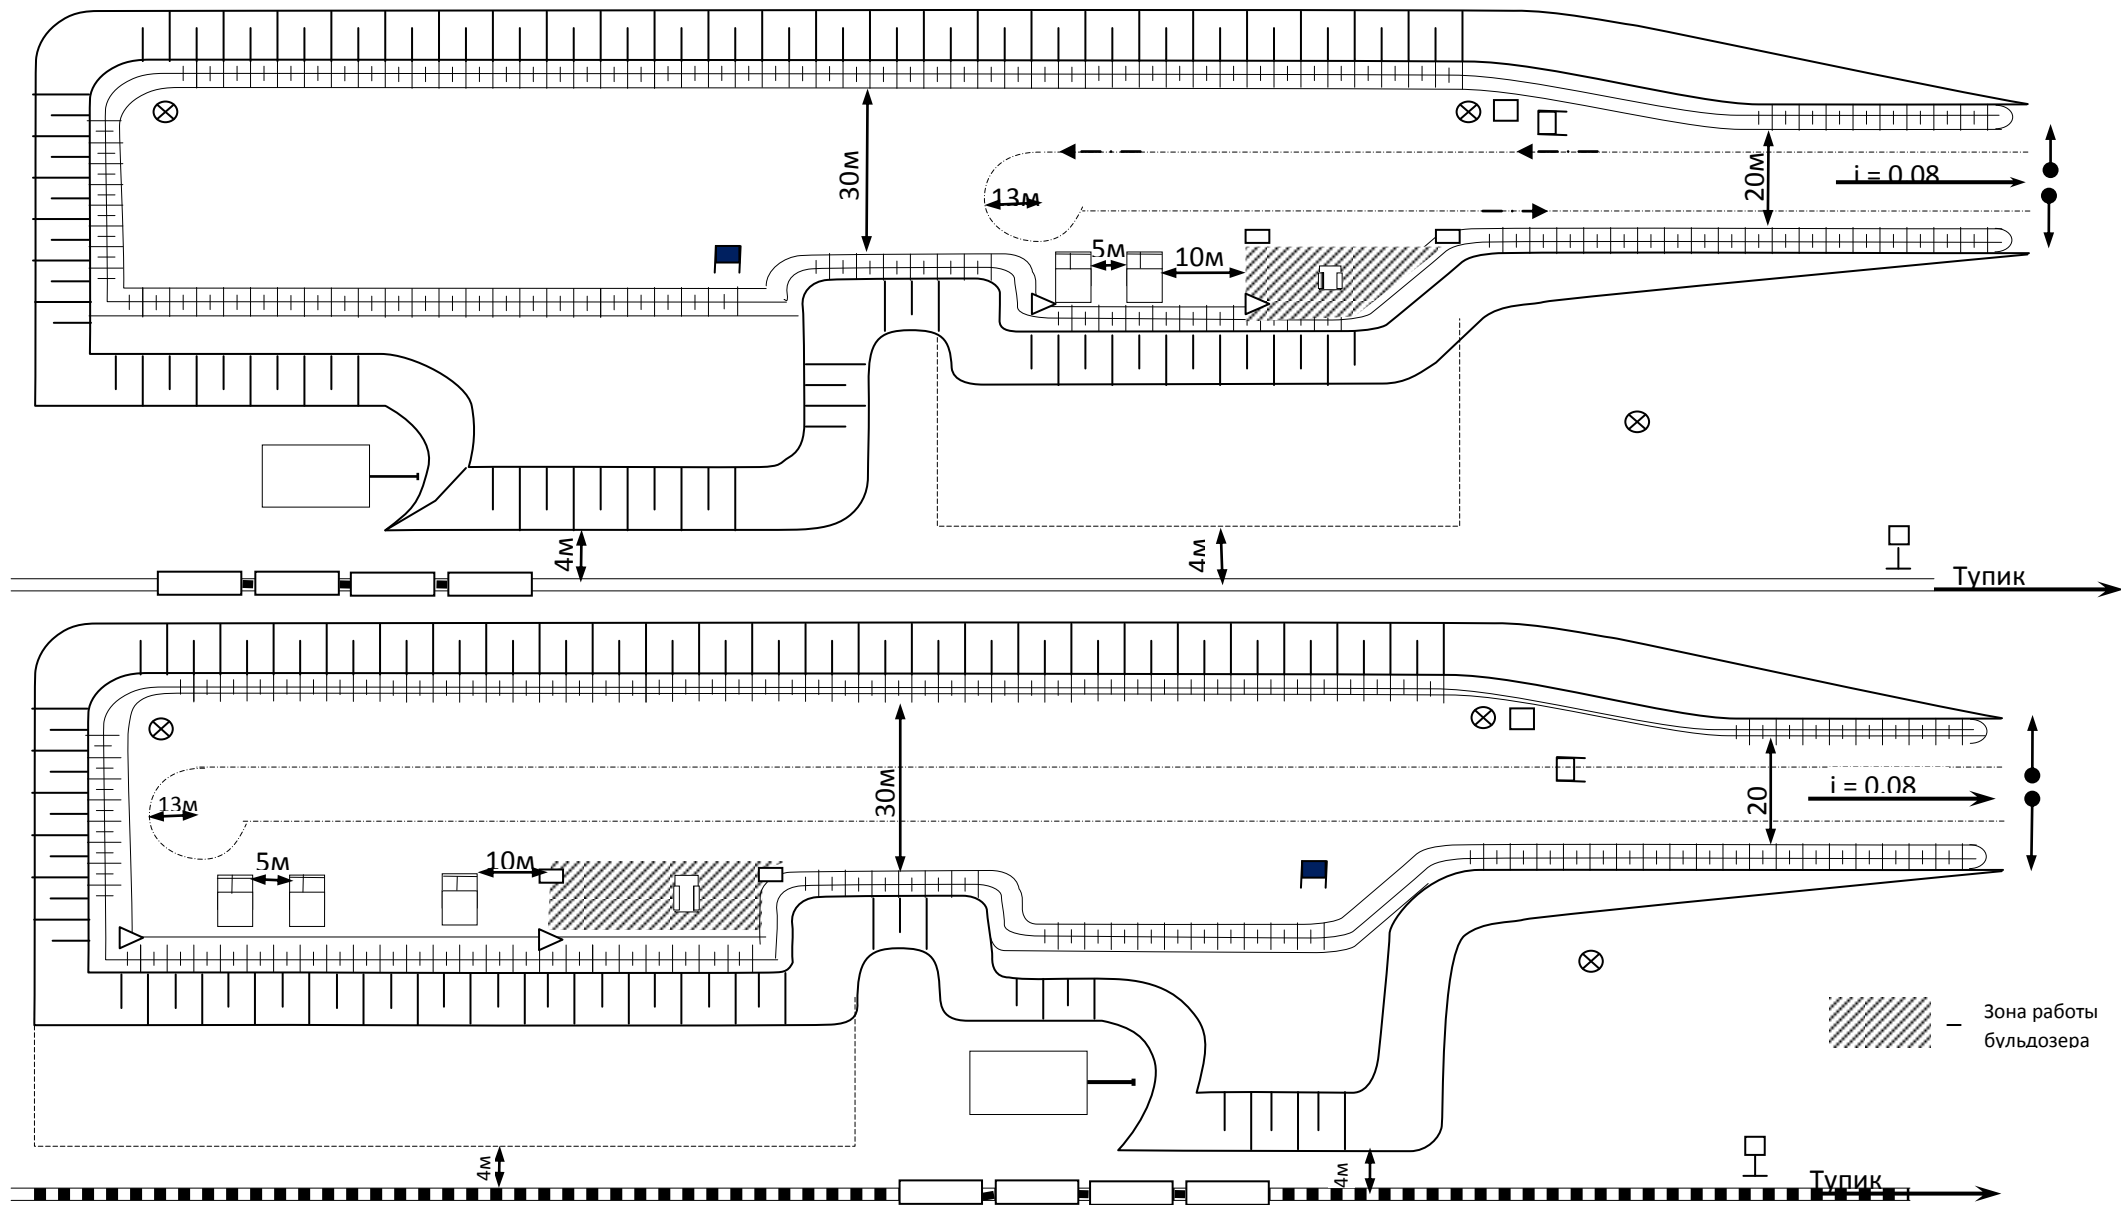 30м
20м
i = 0.08
13м
5м
10м
4м
4м
Тупик
30м
20
i = 0.08
13м
5м
10м
Зона работы
бульдозера
4м
4м
Тупик